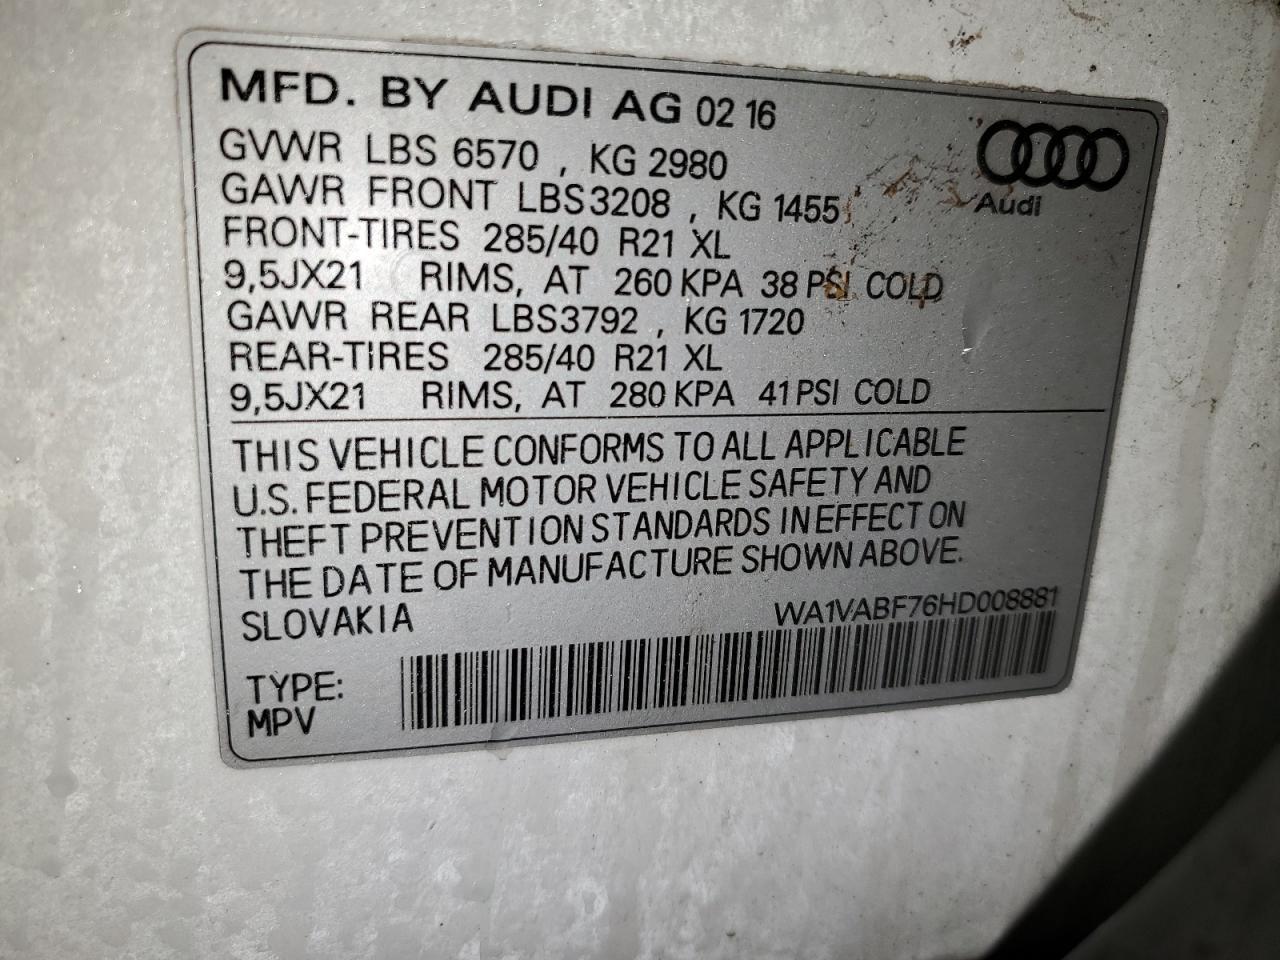 MFD. BY AUDI AG 02 16
GVWR LBS 6570 , KG 2980
GAWR FRONT LBS3208 , KG 1455
FRONT-TIRES 285/40 R21 XL
9,5JX21 RIMS, AT 260 KPA 38 PSI COLD
GAWR REAR LBS3792 , KG 1720
REAR-TIRES 285/40 R21 XL
9,5JX21 RIMS, AT 280 KPA 41 PSI COLD
Audi
THIS VEHICLE CONFORMS TO ALL APPLICABLE
U.S. FEDERAL MOTOR VEHICLE SAFETY AND
THEFT PREVENTION STANDARDS IN EFFECT ON
THE DATE OF MANUFACTURE SHOWN ABOVE.
SLOVAKIA
WA1VABF76HD008881
TYPE:
MPV